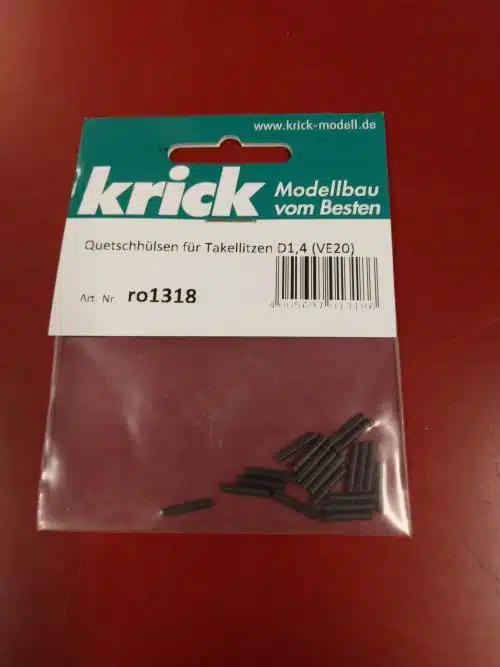 www.krick-modell.de
krick
Modellbau
vom Besten
Quetschhülsen für Takellitzen D1,4 (VE20)
Art. Nr. ro1318